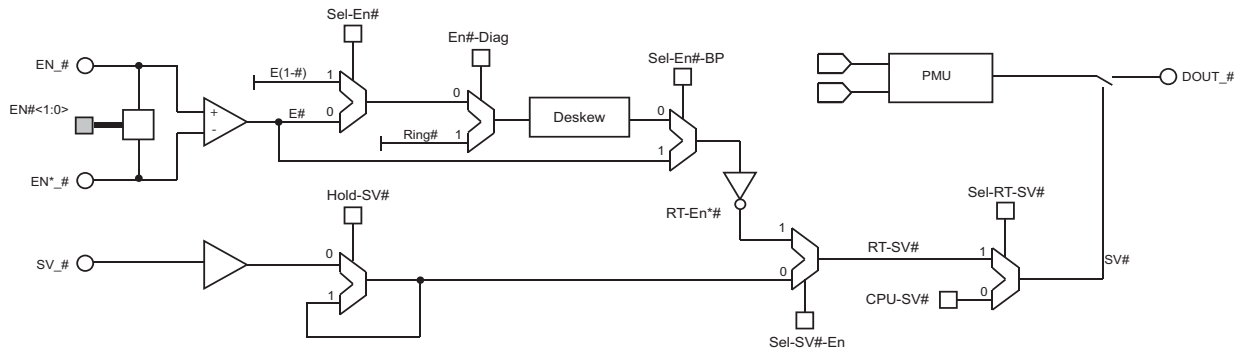 Sel-En#
En#-Diag
Sel-En#-BP
EN_#
E(1-#)
1
0
0
PMU
DOUT_#
EN#<1:0>
+
-
E#
0
Ring#
1
Deskew
1
EN*_#
Hold-SV#
RT-En*#
Sel-RT-SV#
SV_#
0
1
1
0
RT-SV#
1
0
SV#
CPU-SV#
Sel-SV#-En